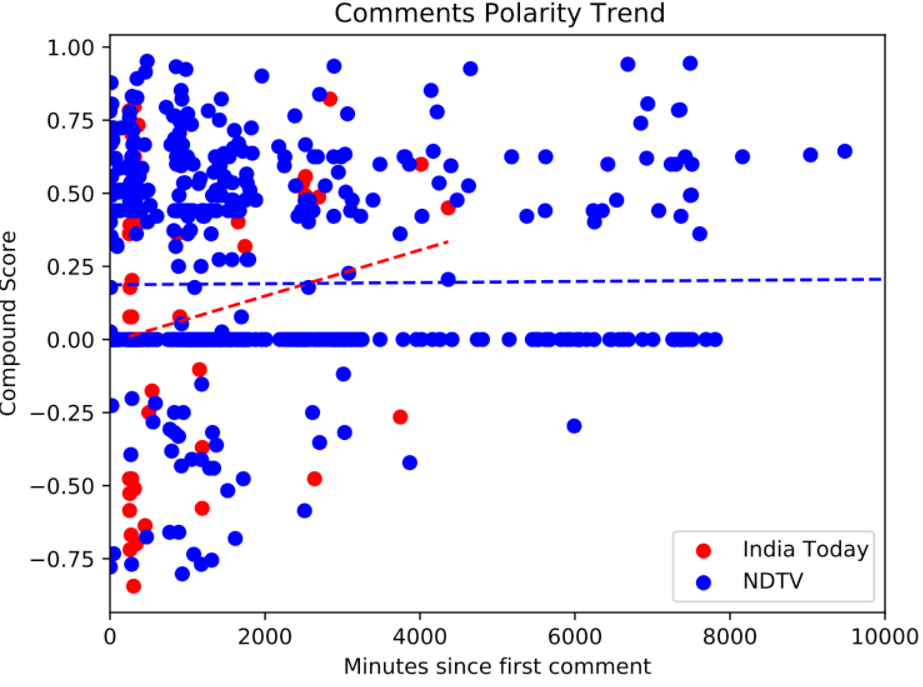 Comments Polarity Trend
Compound Score
1.00
0.75
0.50
0.25
0.00
−0.25
−0.50
−0.75
India Today
NDTV
0 2000 4000 6000 8000 10000
Minutes since first comment